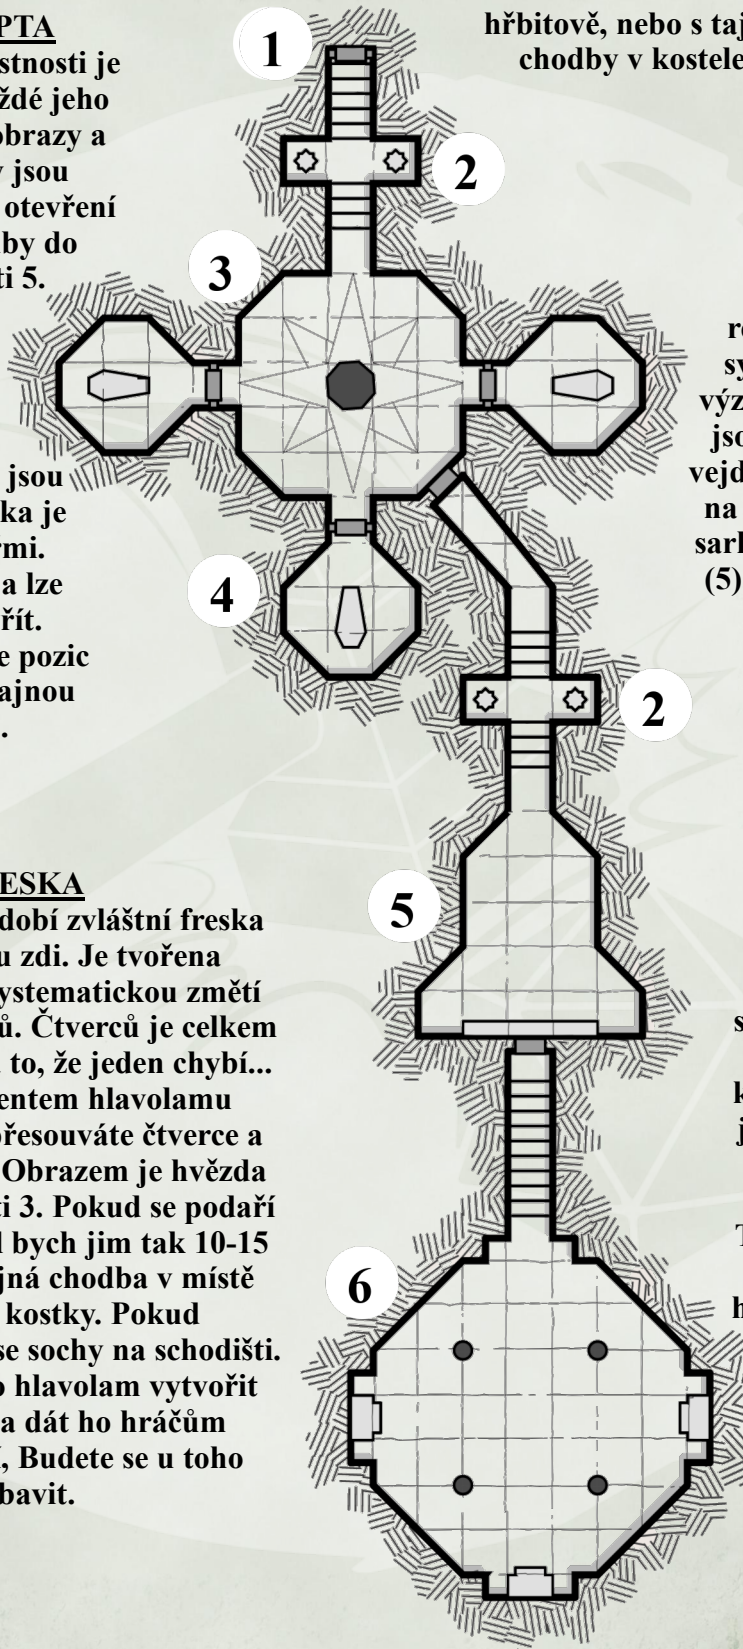 hřbitově, nebo s taj
chodby v kostele
PTA
stnosti je
ždé jeho
obrazy a
jsou
otevření
by do
ti 5.
jsou
ka je
rmi.
a lze
řít.
e pozic
ajnou
.
ESKA
dobí zvláštní freska
u zdi. Je tvořena
ystematickou změtí
ů. Čtverců je celkem
to, že jeden chybí...
entem hlavolamu
přesouváte čtverce a
Obrazem je hvězda
ti 3. Pokud se podaří
l bych jim tak 10-15
jná chodba v místě
kostky. Pokud
se sochy na schodišti.
o hlavolam vytvořit
a dát ho hráčům
, Budete se u toho
bavit.
1
2
3
4
2
5
6
re
sy
výz
jso
vejd
na
sarl
(5)
s
k
j
T
h